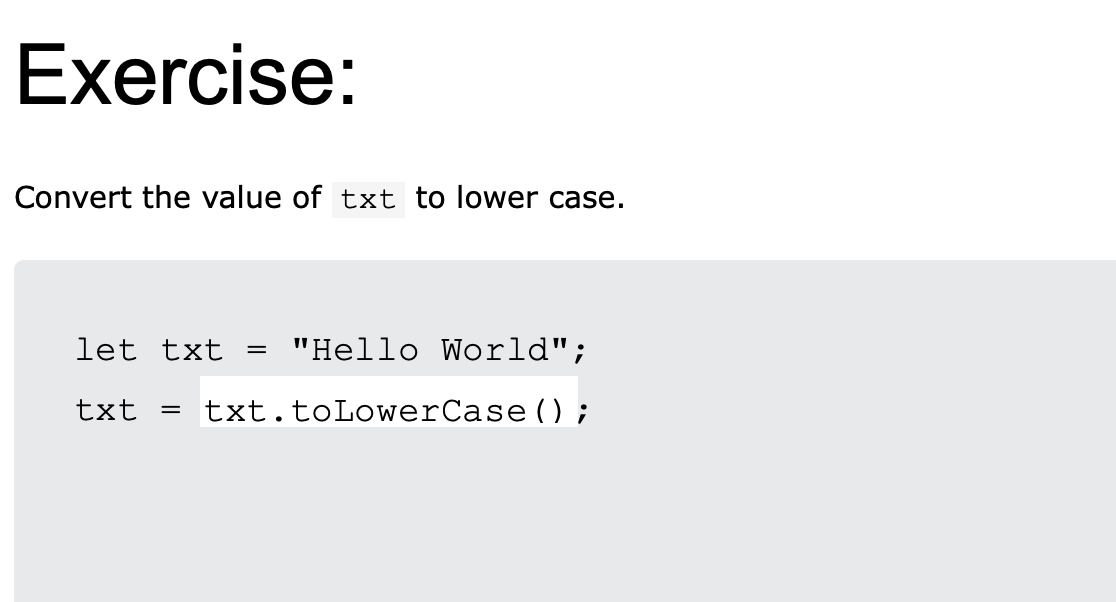 Exercise:
Convert the value of txt to lower case.
let txt = "Hello World";
txt = txt.toLowerCase();